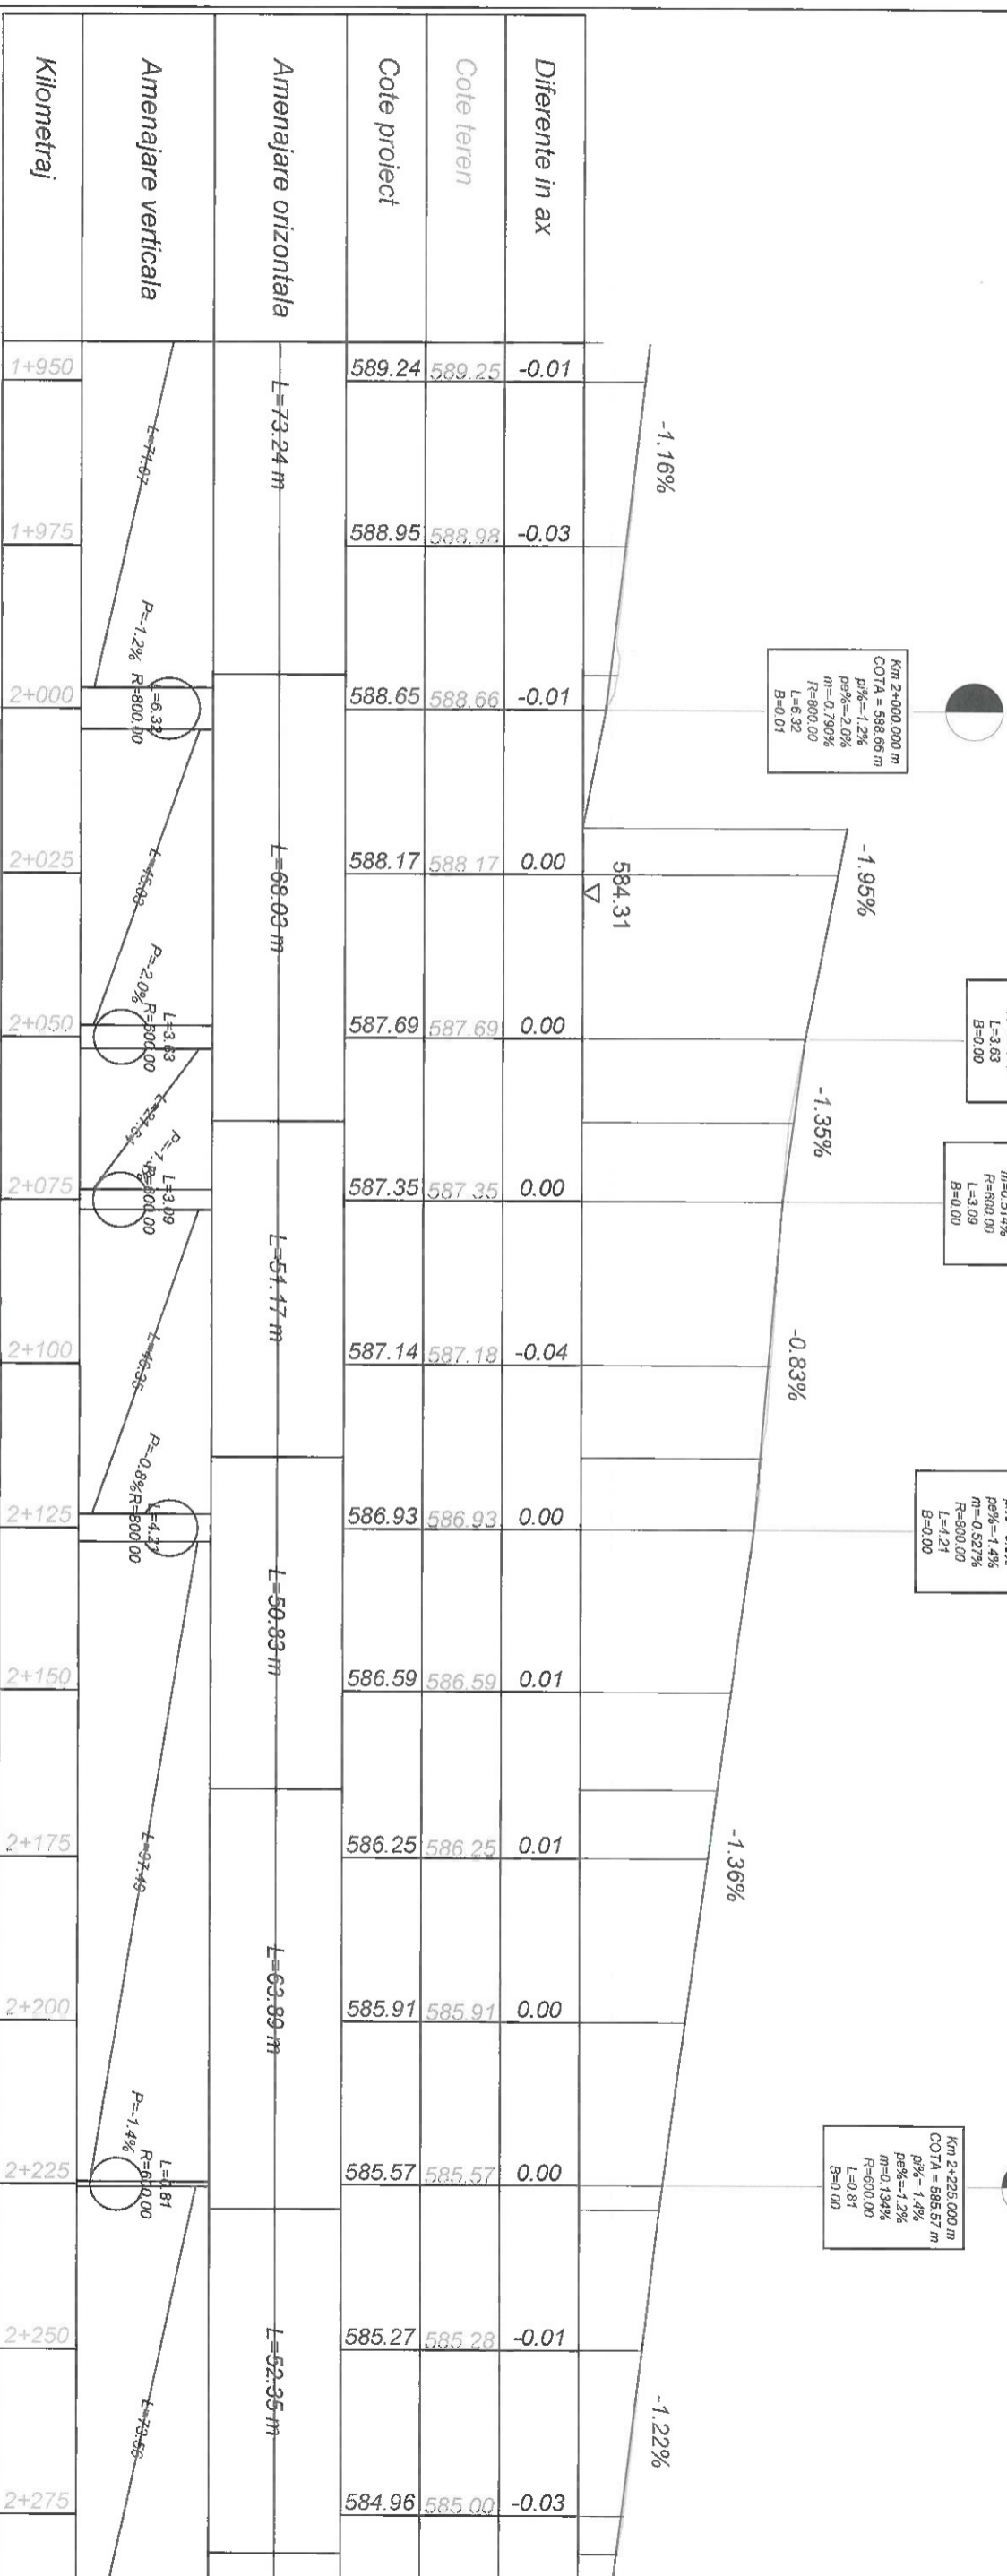 Km 2+000.000 m
COTA = 588.66 m
pi%=-1.2%
pe%=-2.0%
m=-0.790%
R=800.00
L=6.32
B=0.01
L=3.63
B=0.00
R=600.00
L=3.09
B=0.00
pe%=-1.4%
m=-0.527%
R=800.00
L=4.21
B=0.00
Km 2+225.000 m
COTA = 585.57 m
pi%=-1.4%
pe%=-1.2%
m=0.134%
R=600.00
L=0.81
B=0.00
-1.16%
-1.95%
-1.35%
-0.83%
-1.36%
-1.22%
584.31
Diferente in ax
-0.01 -0.03 -0.01 0.00 0.00 0.00 -0.04 0.00 0.01 0.01 0.00 0.00 -0.01 -0.03
Cote teren
589.25 588.98 588.66 588.17 587.69 587.35 587.18 586.93 586.59 586.25 585.91 585.57 585.28 585.00
Cote proiect
589.24 588.95 588.65 588.17 587.69 587.35 587.14 586.93 586.59 586.25 585.91 585.57 585.27 584.96
Amenajare orizontala
L=73.24 m L=68.03 m L=51.17 m L=50.83 m L=63.89 m L=52.35 m
Amenajare verticala
L=71.07
P=-1.2% R=800.00
L=6.32
P=-2.0% R=600.00
L=3.63
R=600.00
L=3.09
L=46.35
P=-0.8% R=800.00
L=4.21
L=97.49
P=-1.4% R=600.00
L=0.81
L=73.56
Kilometraj
1+950 1+975 2+000 2+025 2+050 2+075 2+100 2+125 2+150 2+175 2+200 2+225 2+250 2+275